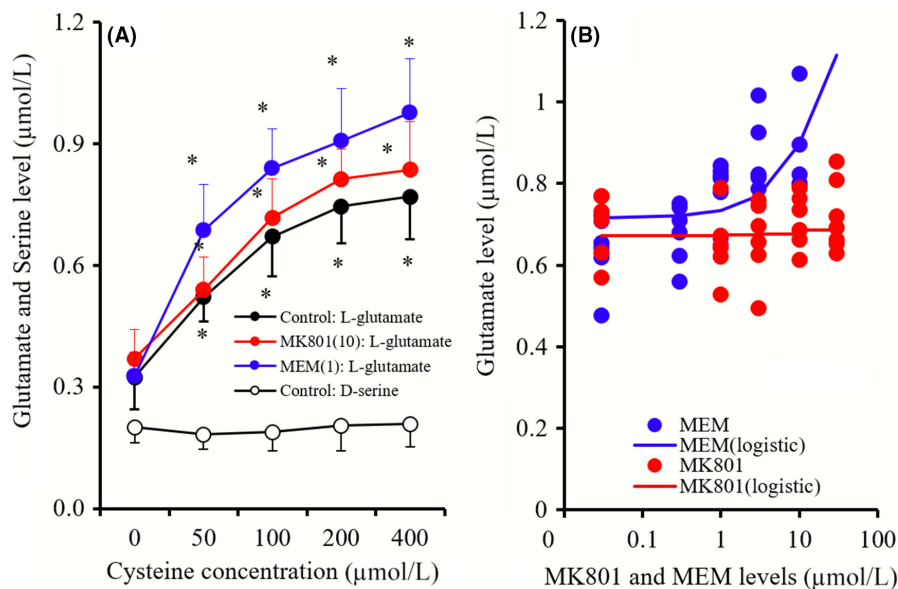 (A)
Glutamate and Serine level (µmol/L)
1.2
0.9
0.6
0.3
0.0
* * * * *
* * * *
* * * *
Control: L-glutamate
MK801(10): L-glutamate
MEM(1): L-glutamate
Control: D-serine
0 50 100 200 400
Cysteine concentration (µmol/L)
(B)
Glutamate level (µmol/L)
1.2
1
0.8
0.6
0.4
0.2
0
MEM
MEM(logistic)
MK801
MK801(logistic)
0 0.1 1 10 100
MK801 and MEM levels (µmol/L)